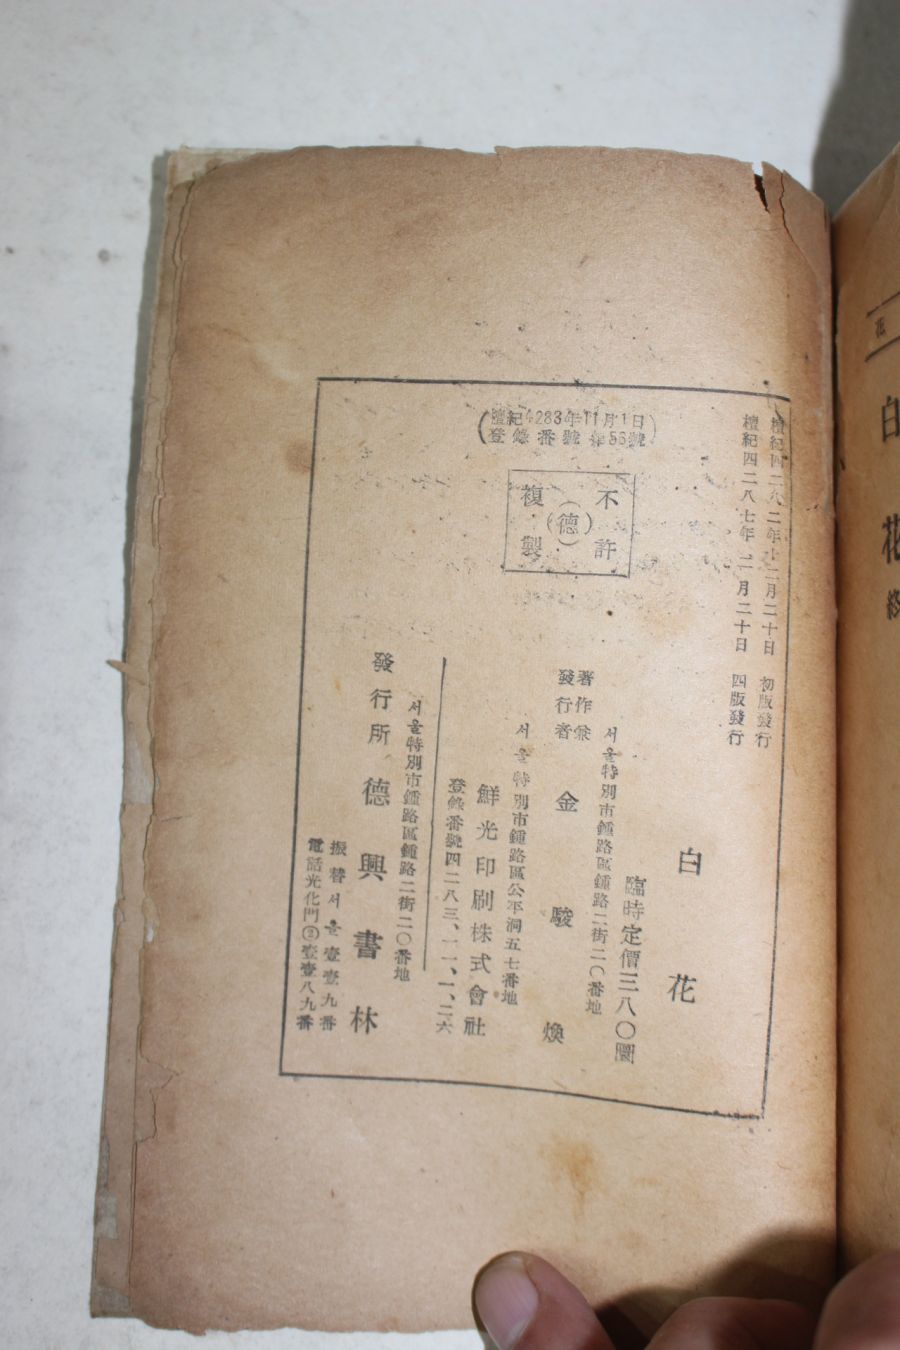 檀紀四二八二年十二月二十日 初版發行
檀紀四二八七年 二月二十日 四版發行
白花
臨時定價三八〇圜
서울特別市鍾路區鍾路二街二〇番地
著作兼
發行者 金駿煥
서울特別市鍾路區公平洞五七番地
鮮光印刷株式會社
登錄番號四二八三、一一、一、二六
서울特別市鍾路區鍾路二街二〇番地
發行所 德興書林
振替서울壹壹九番
電話光化門②壹壹八九番
不許
(德)
複製
(檀紀4283年11月1日
登錄番號第56號)
花
白花 終